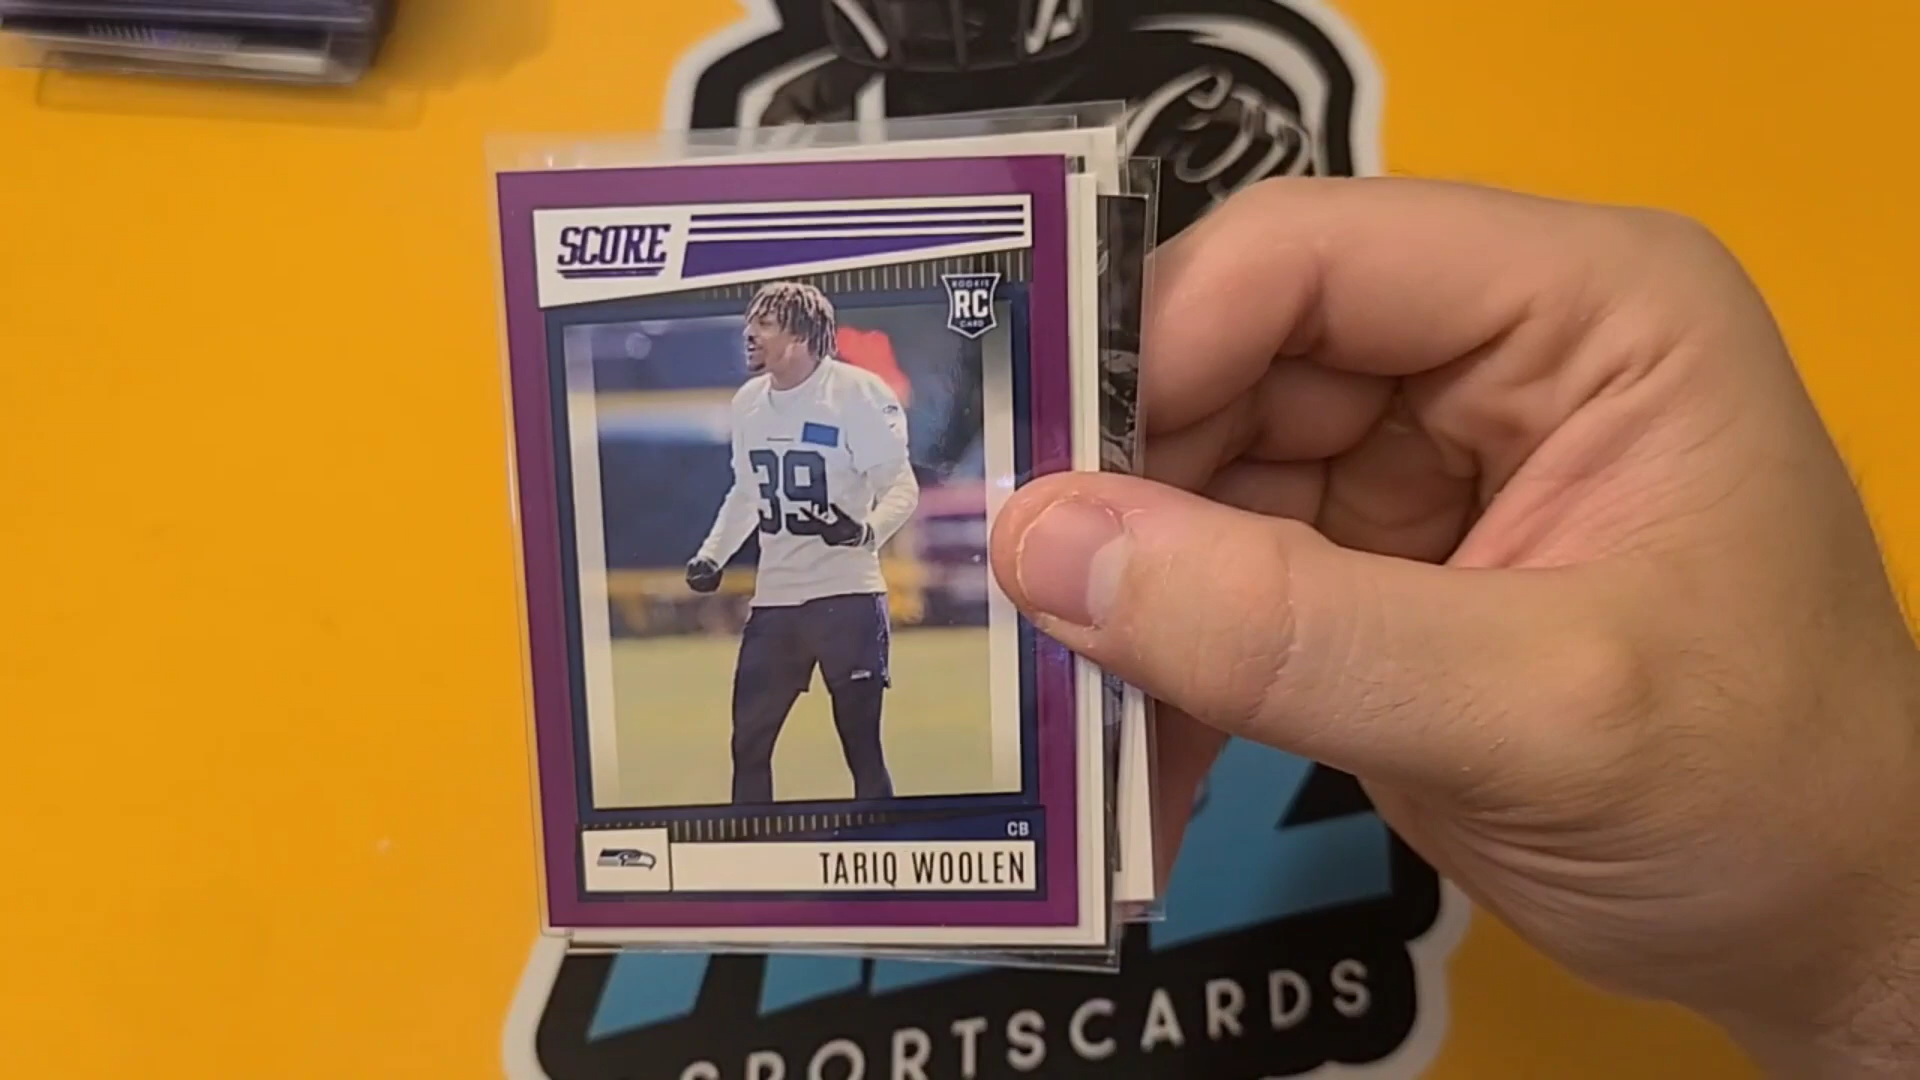 SCORE
ROOKIE
RC
CARD
39
CB
TARIQ WOOLEN
SPORTSCARDS